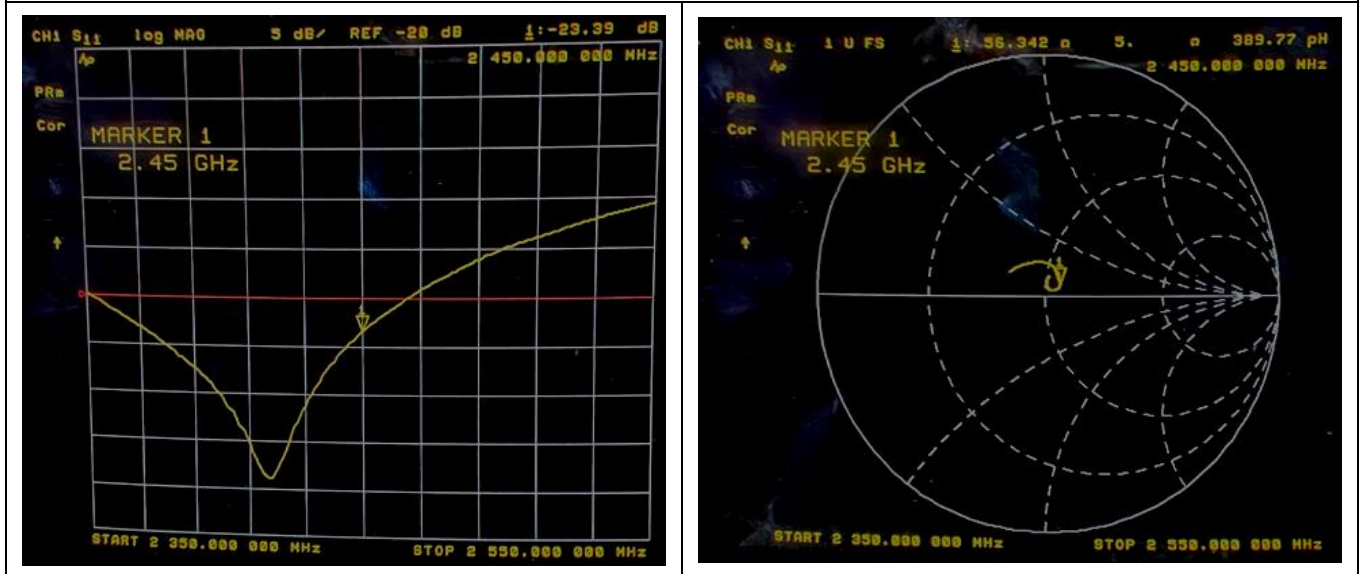 CH1 S11 log MAG 5 dB/ REF -20 dB 1:-23.39 dB
2 450.000 000 MHz
PRm
Cor
MARKER 1
2.45 GHz
START 2 350.000 000 MHz STOP 2 550.000 000 MHz
CH1 S11 1 U FS 1: 56.342 Ω 5. Ω 389.77 pH
2 450.000 000 MHz
PRm
Cor
MARKER 1
2.45 GHz
START 2 350.000 000 MHz STOP 2 550.000 000 MHz